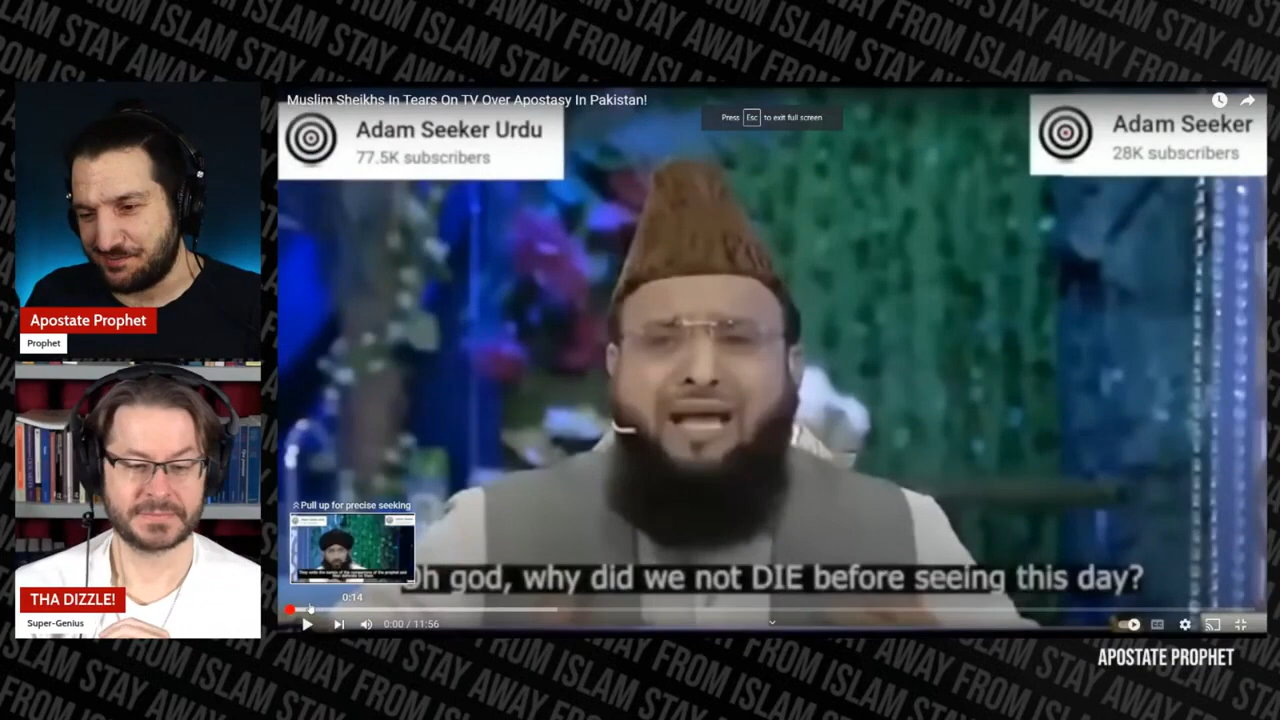 STAY AWAY FROM ISLAM
Muslim Sheikhs In Tears On TV Over Apostasy In Pakistan!
Press Esc to exit full screen
Adam Seeker Urdu
77.5K subscribers
Adam Seeker
28K subscribers
Apostate Prophet
Prophet
THA DIZZLE!
Super-Genius
Pull up for precise seeking
Oh god, why did we not DIE before seeing this day?
0:14
0:00 / 11:56
CC
APOSTATE PROPHET